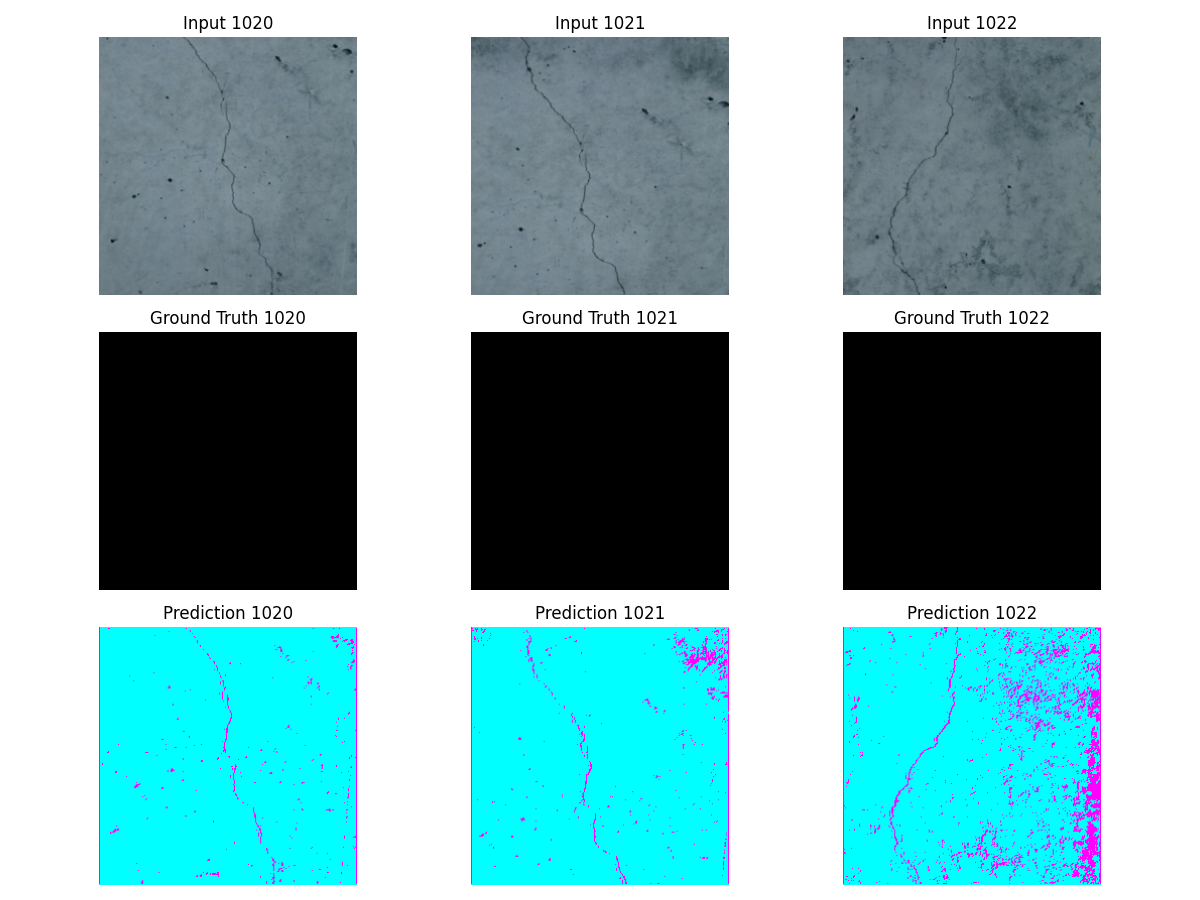 Input 1020
Input 1021
Input 1022
Ground Truth 1020
Ground Truth 1021
Ground Truth 1022
Prediction 1020
Prediction 1021
Prediction 1022